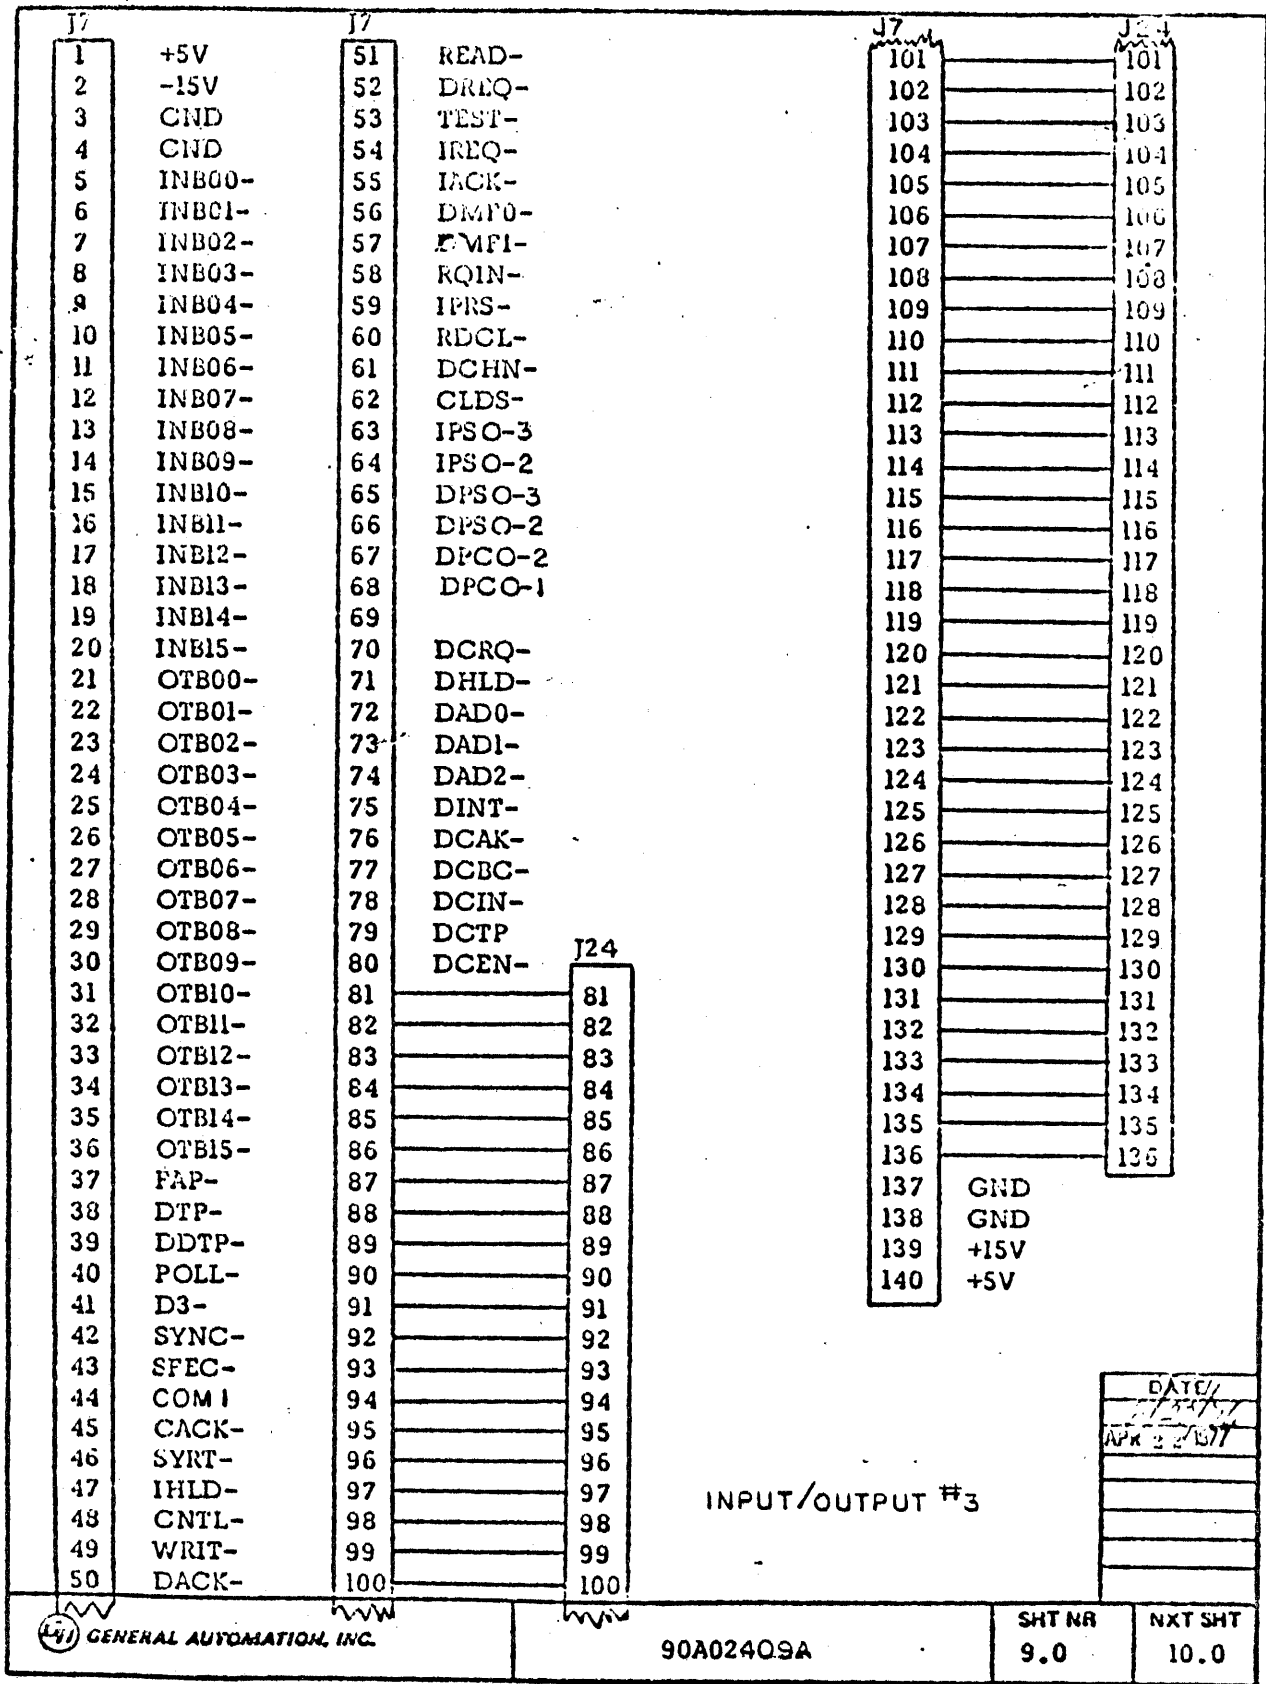 J7
1 +5V
2 -15V
3 GND
4 GND
5 INB00-
6 INB01-
7 INB02-
8 INB03-
9 INB04-
10 INB05-
11 INB06-
12 INB07-
13 INB08-
14 INB09-
15 INB10-
16 INB11-
17 INB12-
18 INB13-
19 INB14-
20 INB15-
21 OTB00-
22 OTB01-
23 OTB02-
24 OTB03-
25 OTB04-
26 OTB05-
27 OTB06-
28 OTB07-
29 OTB08-
30 OTB09-
31 OTB10-
32 OTB11-
33 OTB12-
34 OTB13-
35 OTB14-
36 OTB15-
37 FAP-
38 DTP-
39 DDTP-
40 POLL-
41 D3-
42 SYNC-
43 SFEC-
44 COM1
45 CACK-
46 SYRT-
47 IHLD-
48 CNTL-
49 WRIT-
50 DACK-
J7
51 READ-
52 DREQ-
53 TEST-
54 IREQ-
55 IACK-
56 DMF0-
57 DMF1-
58 RQIN-
59 IPRS-
60 RDCL-
61 DCHN-
62 CLDS-
63 IPSO-3
64 IPSO-2
65 DPSO-3
66 DPSO-2
67 DPCO-2
68 DPCO-1
69
70 DCRQ-
71 DHLD-
72 DAD0-
73 DAD1-
74 DAD2-
75 DINT-
76 DCAK-
77 DCBC-
78 DCIN-
79 DCTP
80 DCEN-
J24
81 81
82 82
83 83
84 84
85 85
86 86
87 87
88 88
89 89
90 90
91 91
92 92
93 93
94 94
95 95
96 96
97 97
98 98
99 99
100 100
J7 J24
101 101
102 102
103 103
104 104
105 105
106 106
107 107
108 108
109 109
110 110
111 111
112 112
113 113
114 114
115 115
116 116
117 117
118 118
119 119
120 120
121 121
122 122
123 123
124 124
125 125
126 126
127 127
128 128
129 129
130 130
131 131
132 132
133 133
134 134
135 135
136 136
137 GND
138 GND
139 +15V
140 +5V
INPUT/OUTPUT #3
DATE
APR 22 1977
GENERAL AUTOMATION, INC.
90A02409A
SHT NR
9.0
NXT SHT
10.0